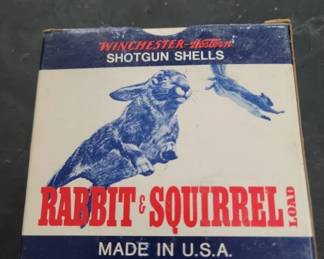 WINCHESTER-Western
SHOTGUN SHELLS
RABBIT & SQUIRREL LOAD
MADE IN U.S.A.